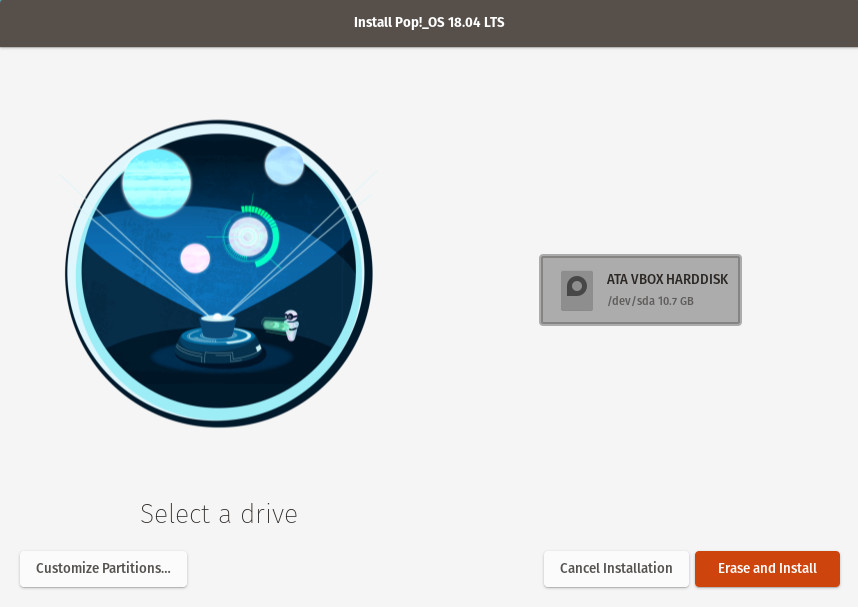 Install Pop!_OS 18.04 LTS
ATA VBOX HARDDISK
/dev/sda 10.7 GB
Select a drive
Customize Partitions...
Cancel Installation
Erase and Install